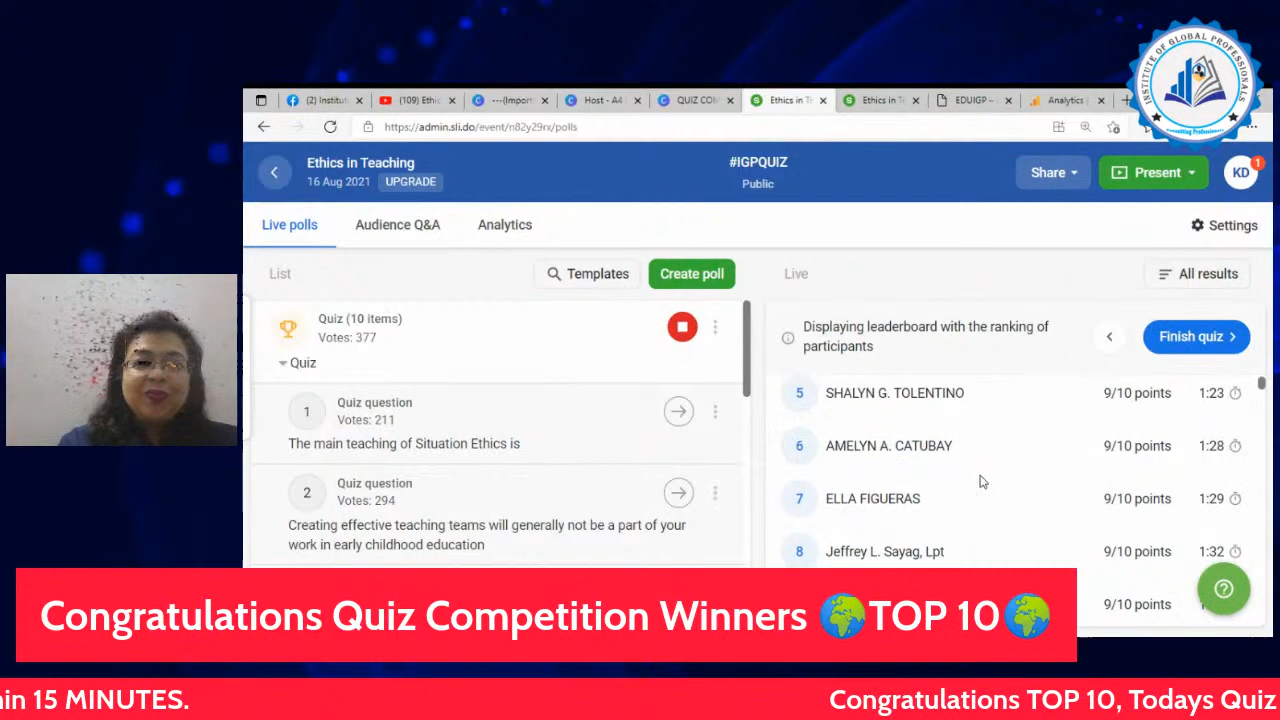 INSTITUTE OF GLOBAL PROFESSIONALS
Consulting Professionals
(2) Institut
(109) Ethic
---(Import
Host - A4
QUIZ COM
Ethics in T
Ethics in Te
EDUIGP –
Analytics
https://admin.sli.do/event/n82y29rx/polls
Ethics in Teaching
16 Aug 2021 UPGRADE
#IGPQUIZ
Public
Share
Present
KD
1
Live polls
Audience Q&A
Analytics
Settings
List
Templates
Create poll
Live
All results
Quiz (10 items)
Votes: 377
Quiz
1
Quiz question
Votes: 211
The main teaching of Situation Ethics is
2
Quiz question
Votes: 294
Creating effective teaching teams will generally not be a part of your
work in early childhood education
Displaying leaderboard with the ranking of
participants
Finish quiz
5 SHALYN G. TOLENTINO 9/10 points 1:23
6 AMELYN A. CATUBAY 9/10 points 1:28
7 ELLA FIGUERAS 9/10 points 1:29
8 Jeffrey L. Sayag, Lpt 9/10 points 1:32
9/10 points
Congratulations Quiz Competition Winners 🌍TOP 10🌍
in 15 MINUTES.
Congratulations TOP 10, Todays Quiz